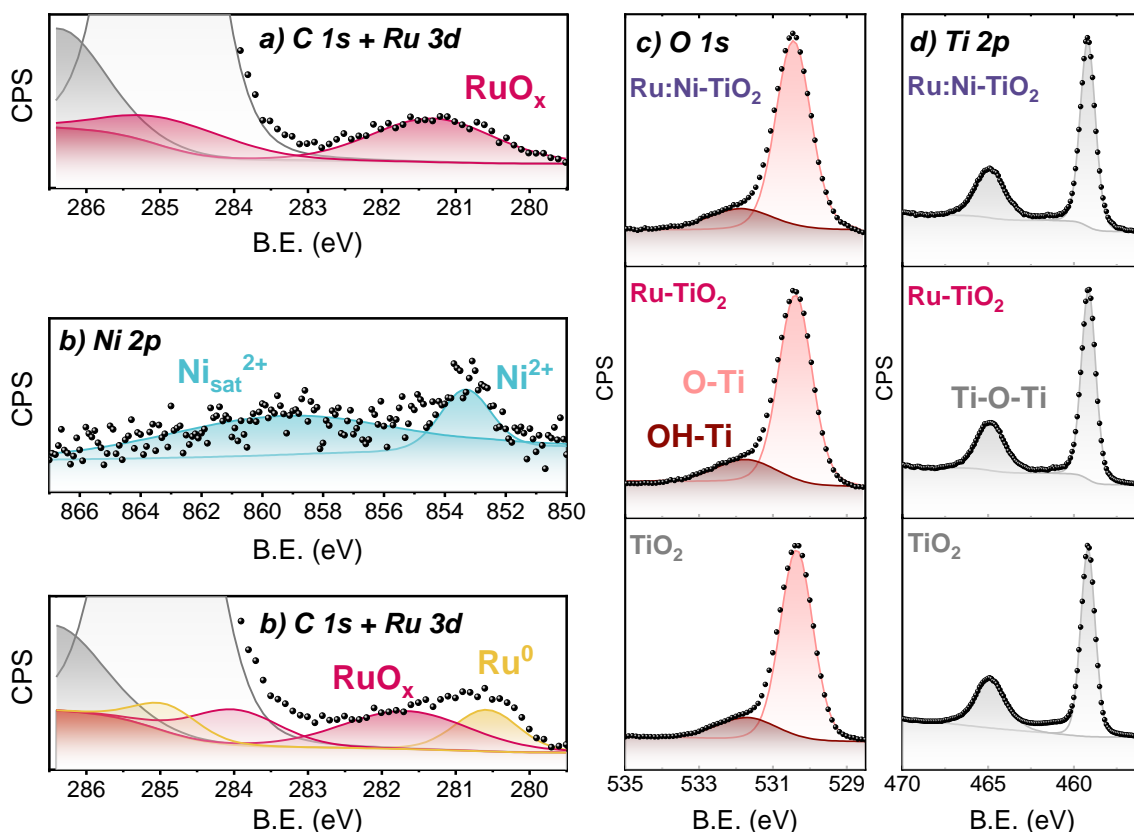 a) C 1s + Ru 3d
RuOₓ
CPS
286 285 284 283 282 281 280
B.E. (eV)
b) Ni 2p
Ni_sat²⁺
Ni²⁺
CPS
866 864 862 860 858 856 854 852 850
B.E. (eV)
b) C 1s + Ru 3d
RuOₓ
Ru⁰
CPS
286 285 284 283 282 281 280
B.E. (eV)
c) O 1s
Ru:Ni-TiO₂
Ru-TiO₂
O-Ti
OH-Ti
TiO₂
CPS
535 533 531 529
B.E. (eV)
d) Ti 2p
Ru:Ni-TiO₂
Ru-TiO₂
Ti-O-Ti
TiO₂
CPS
470 465 460
B.E. (eV)